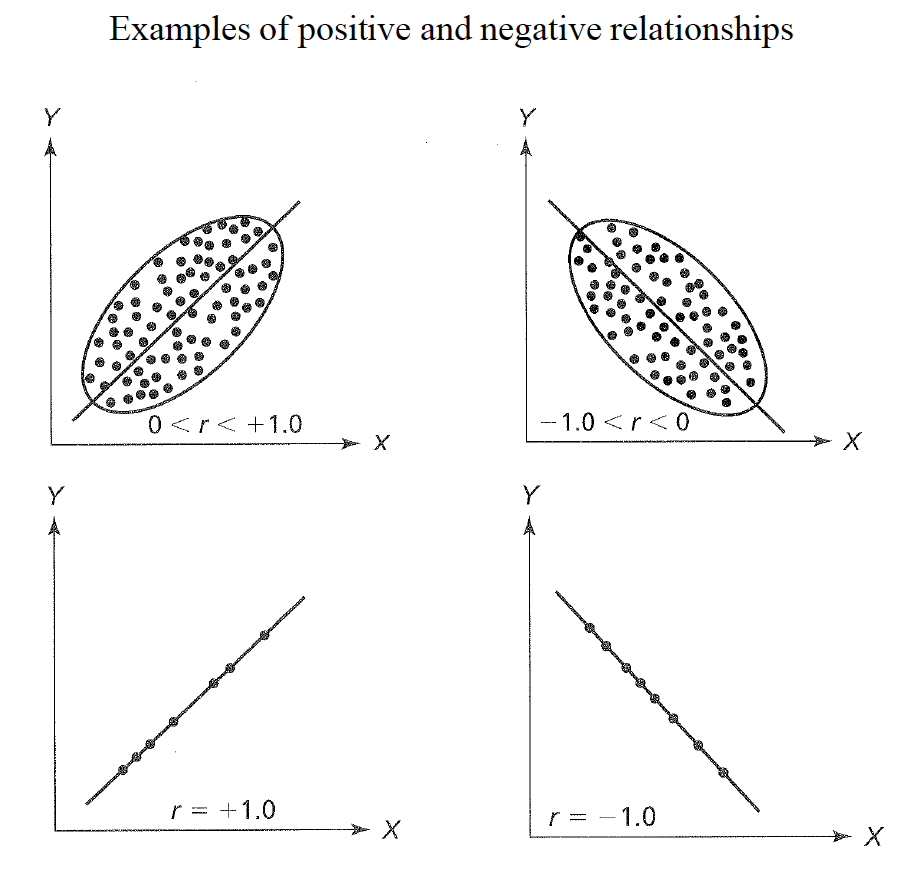 Examples of positive and negative relationships
Y
0 < r < +1.0
X
Y
−1.0 < r < 0
X
Y
r = +1.0
X
Y
r = −1.0
X